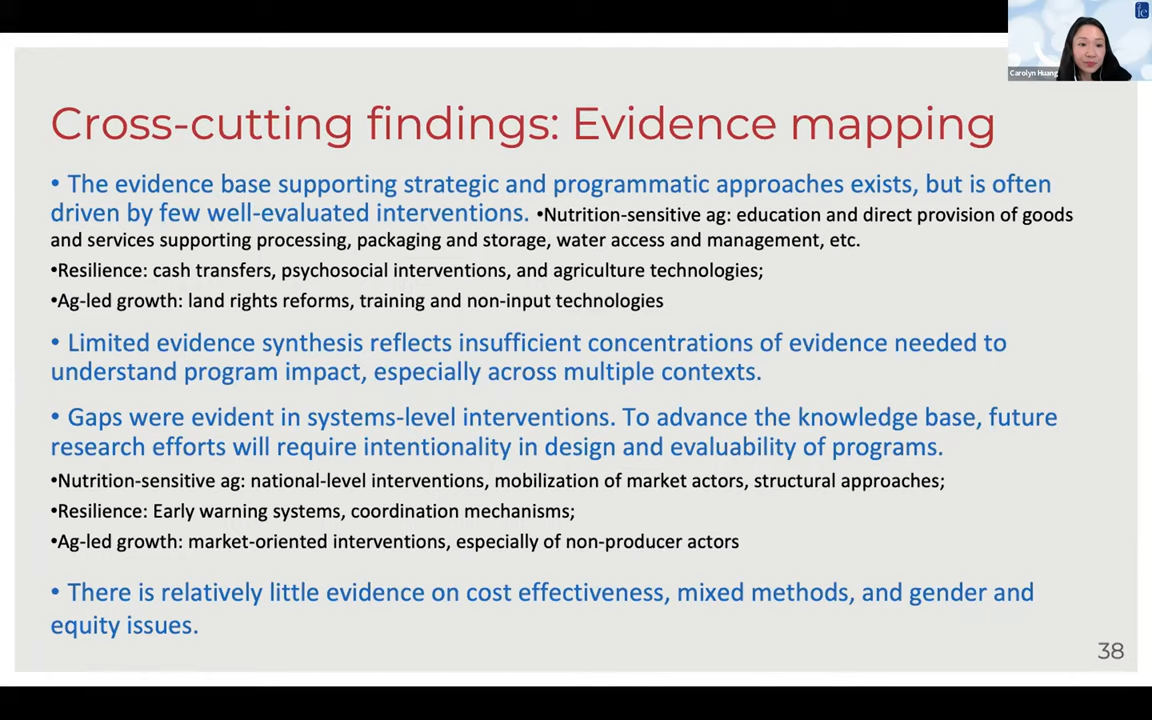 ie
Carolyn Huang
Cross-cutting findings: Evidence mapping
• The evidence base supporting strategic and programmatic approaches exists, but is often
driven by few well-evaluated interventions. •Nutrition-sensitive ag: education and direct provision of goods
and services supporting processing, packaging and storage, water access and management, etc.
•Resilience: cash transfers, psychosocial interventions, and agriculture technologies;
•Ag-led growth: land rights reforms, training and non-input technologies
• Limited evidence synthesis reflects insufficient concentrations of evidence needed to
understand program impact, especially across multiple contexts.
• Gaps were evident in systems-level interventions. To advance the knowledge base, future
research efforts will require intentionality in design and evaluability of programs.
•Nutrition-sensitive ag: national-level interventions, mobilization of market actors, structural approaches;
•Resilience: Early warning systems, coordination mechanisms;
•Ag-led growth: market-oriented interventions, especially of non-producer actors
• There is relatively little evidence on cost effectiveness, mixed methods, and gender and
equity issues.
38